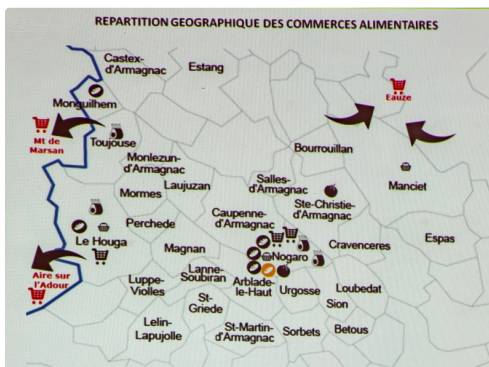 REPARTITION GEOGRAPHIQUE DES COMMERCES ALIMENTAIRES
Castex-
d'Armagnac
Estang
Monguilhem
Eauze
Mt de
Marsan
Toujouse
Bourrouillan
Monlezun-
d'Armagnac
Laujuzan
Mormes
Salles-
d'Armagnac
Manciet
Ste-Christie-
d'Armagnac
Perchede
Caupenne-
d'Armagnac
Le Houga
Magnan
Cravenceres
Espas
Nogaro
Aire sur
l'Adour
Luppe-
Violles
Lanne-
Soubiran
Arblade-
le-Haut
Urgosse
Loubedat
St-
Griede
Sion
Lelin-
Lapujolle
St-Martin-
d'Armagnac
Sorbets
Betous